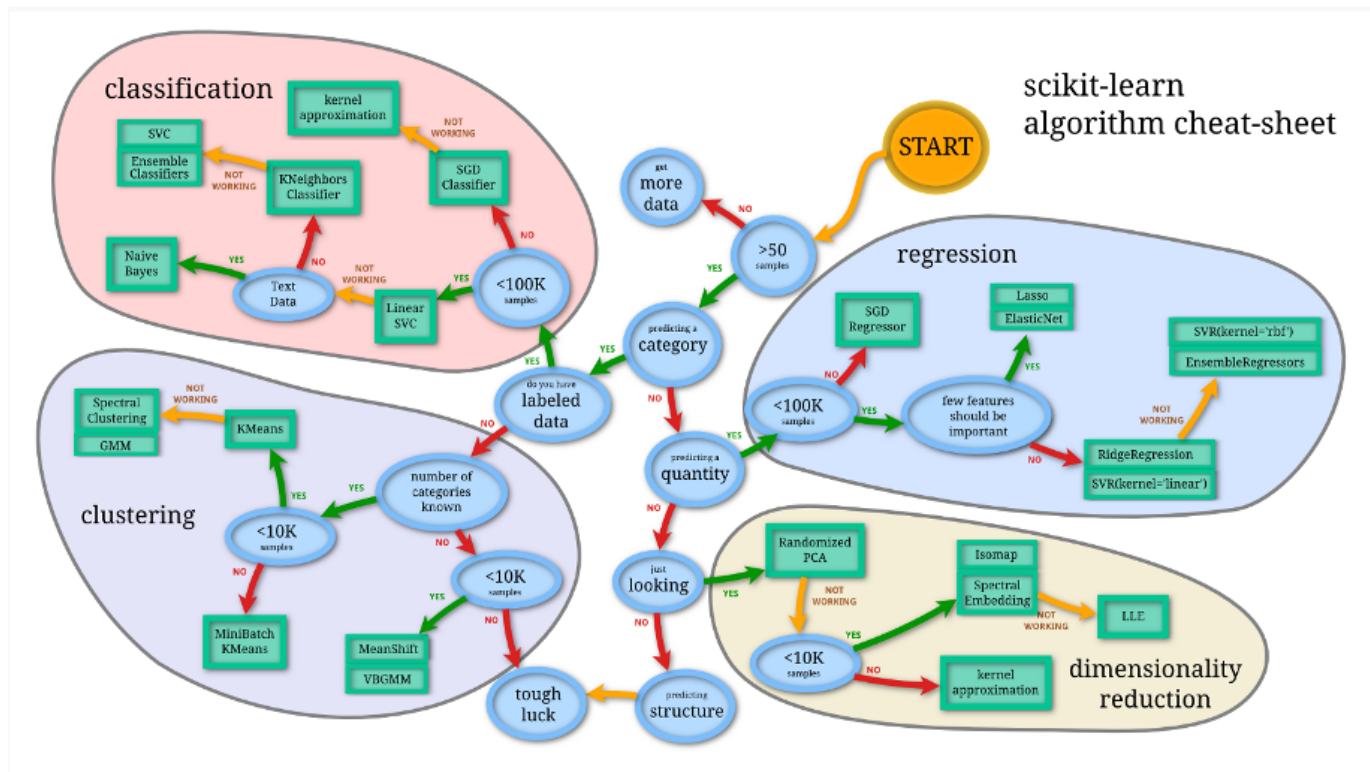 scikit-learn
algorithm cheat-sheet
START
classification
kernel
approximation
NOT
WORKING
SVC
Ensemble
Classifiers
NOT
WORKING
KNeighbors
Classifier
SGD
Classifier
NO
NO
Naive
Bayes
YES
Text
Data
NOT
WORKING
Linear
SVC
YES
<100K
samples
YES
get
more
data
NO
>50
samples
YES
predicting a
category
YES
NO
do you have
labeled
data
NO
predicting a
quantity
YES
NO
just
looking
YES
NO
predicting
structure
tough
luck
regression
SGD
Regressor
Lasso
ElasticNet
YES
SVR(kernel='rbf')
EnsembleRegressors
NO
<100K
samples
YES
few features
should be
important
NOT
WORKING
NO
RidgeRegression
SVR(kernel='linear')
clustering
Spectral
Clustering
GMM
NOT
WORKING
KMeans
YES
number of
categories
known
YES
NO
<10K
samples
NO
MiniBatch
KMeans
<10K
samples
YES
NO
MeanShift
VBGMM
Randomized
PCA
NOT
WORKING
Isomap
Spectral
Embedding
NOT
WORKING
LLE
YES
<10K
samples
NO
kernel
approximation
dimensionality
reduction